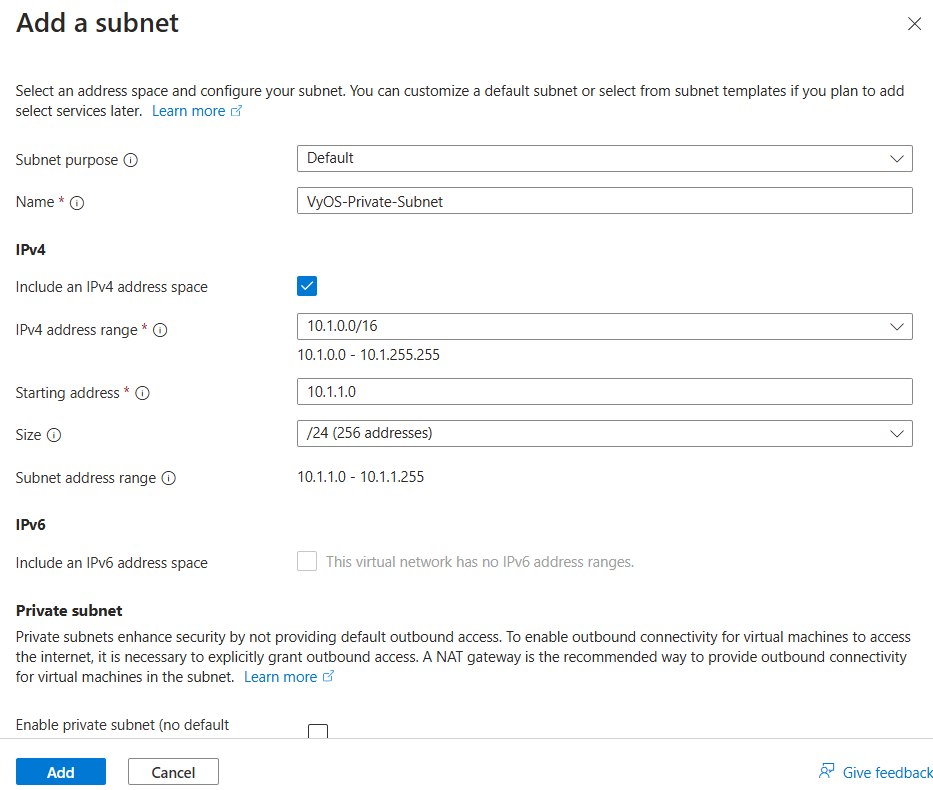 Add a subnet
Select an address space and configure your subnet. You can customize a default subnet or select from subnet templates if you plan to add
select services later. Learn more
Subnet purpose
Default
Name *
VyOS-Private-Subnet
IPv4
Include an IPv4 address space
IPv4 address range *
10.1.0.0/16
10.1.0.0 - 10.1.255.255
Starting address *
10.1.1.0
Size
/24 (256 addresses)
Subnet address range
10.1.1.0 - 10.1.1.255
IPv6
Include an IPv6 address space
This virtual network has no IPv6 address ranges.
Private subnet
Private subnets enhance security by not providing default outbound access. To enable outbound connectivity for virtual machines to access
the internet, it is necessary to explicitly grant outbound access. A NAT gateway is the recommended way to provide outbound connectivity
for virtual machines in the subnet. Learn more
Enable private subnet (no default
Add
Cancel
Give feedback